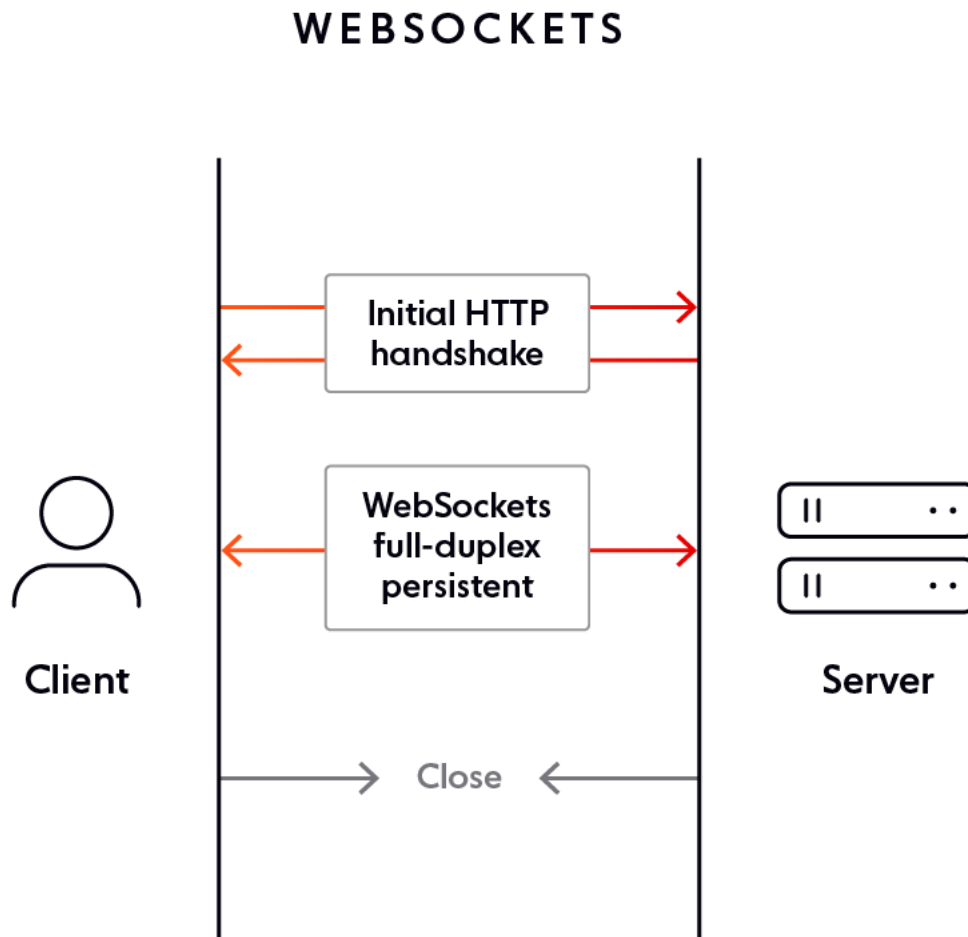 WEBSOCKETS
Initial HTTP
handshake
WebSockets
full-duplex
persistent
Client
Server
Close